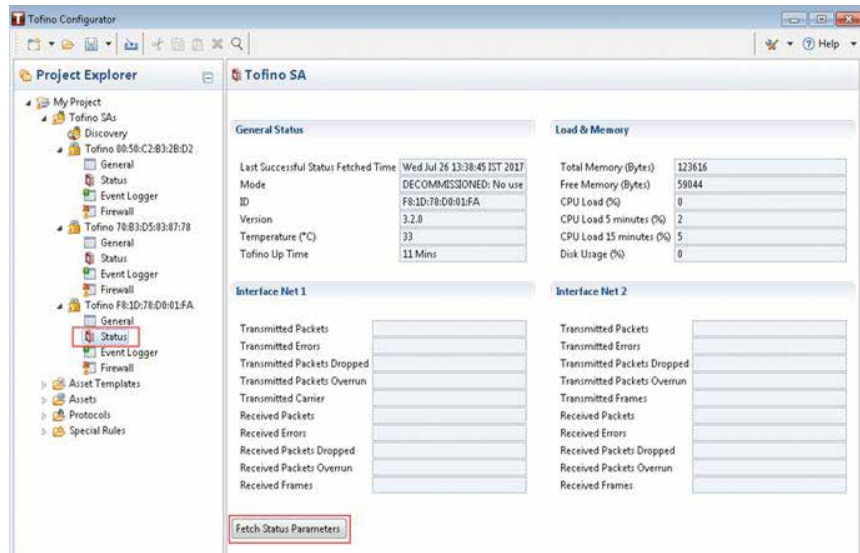 Tofino Configurator
Help
Project Explorer
My Project
Tofino SAs
Discovery
Tofino 00:50:C2:B3:2B:D2
General
Status
Event Logger
Firewall
Tofino 70:B3:D5:03:87:78
General
Status
Event Logger
Firewall
Tofino F8:1D:78:D0:01:FA
General
Status
Event Logger
Firewall
Asset Templates
Assets
Protocols
Special Rules
Tofino SA
General Status
Last Successful Status Fetched Time Wed Jul 26 13:38:45 IST 2017
Mode DECOMMISSIONED: No use
ID F8:1D:78:D0:01:FA
Version 3.2.0
Temperature (°C) 33
Tofino Up Time 11 Mins
Load & Memory
Total Memory (Bytes) 123616
Free Memory (Bytes) 59044
CPU Load (%) 0
CPU Load 5 minutes (%) 2
CPU Load 15 minutes (%) 5
Disk Usage (%) 0
Interface Net 1
Transmitted Packets
Transmitted Errors
Transmitted Packets Dropped
Transmitted Packets Overrun
Transmitted Carrier
Received Packets
Received Errors
Received Packets Dropped
Received Packets Overrun
Received Frames
Interface Net 2
Transmitted Packets
Transmitted Errors
Transmitted Packets Dropped
Transmitted Packets Overrun
Transmitted Frames
Received Packets
Received Errors
Received Packets Dropped
Received Packets Overrun
Received Frames
Fetch Status Parameters